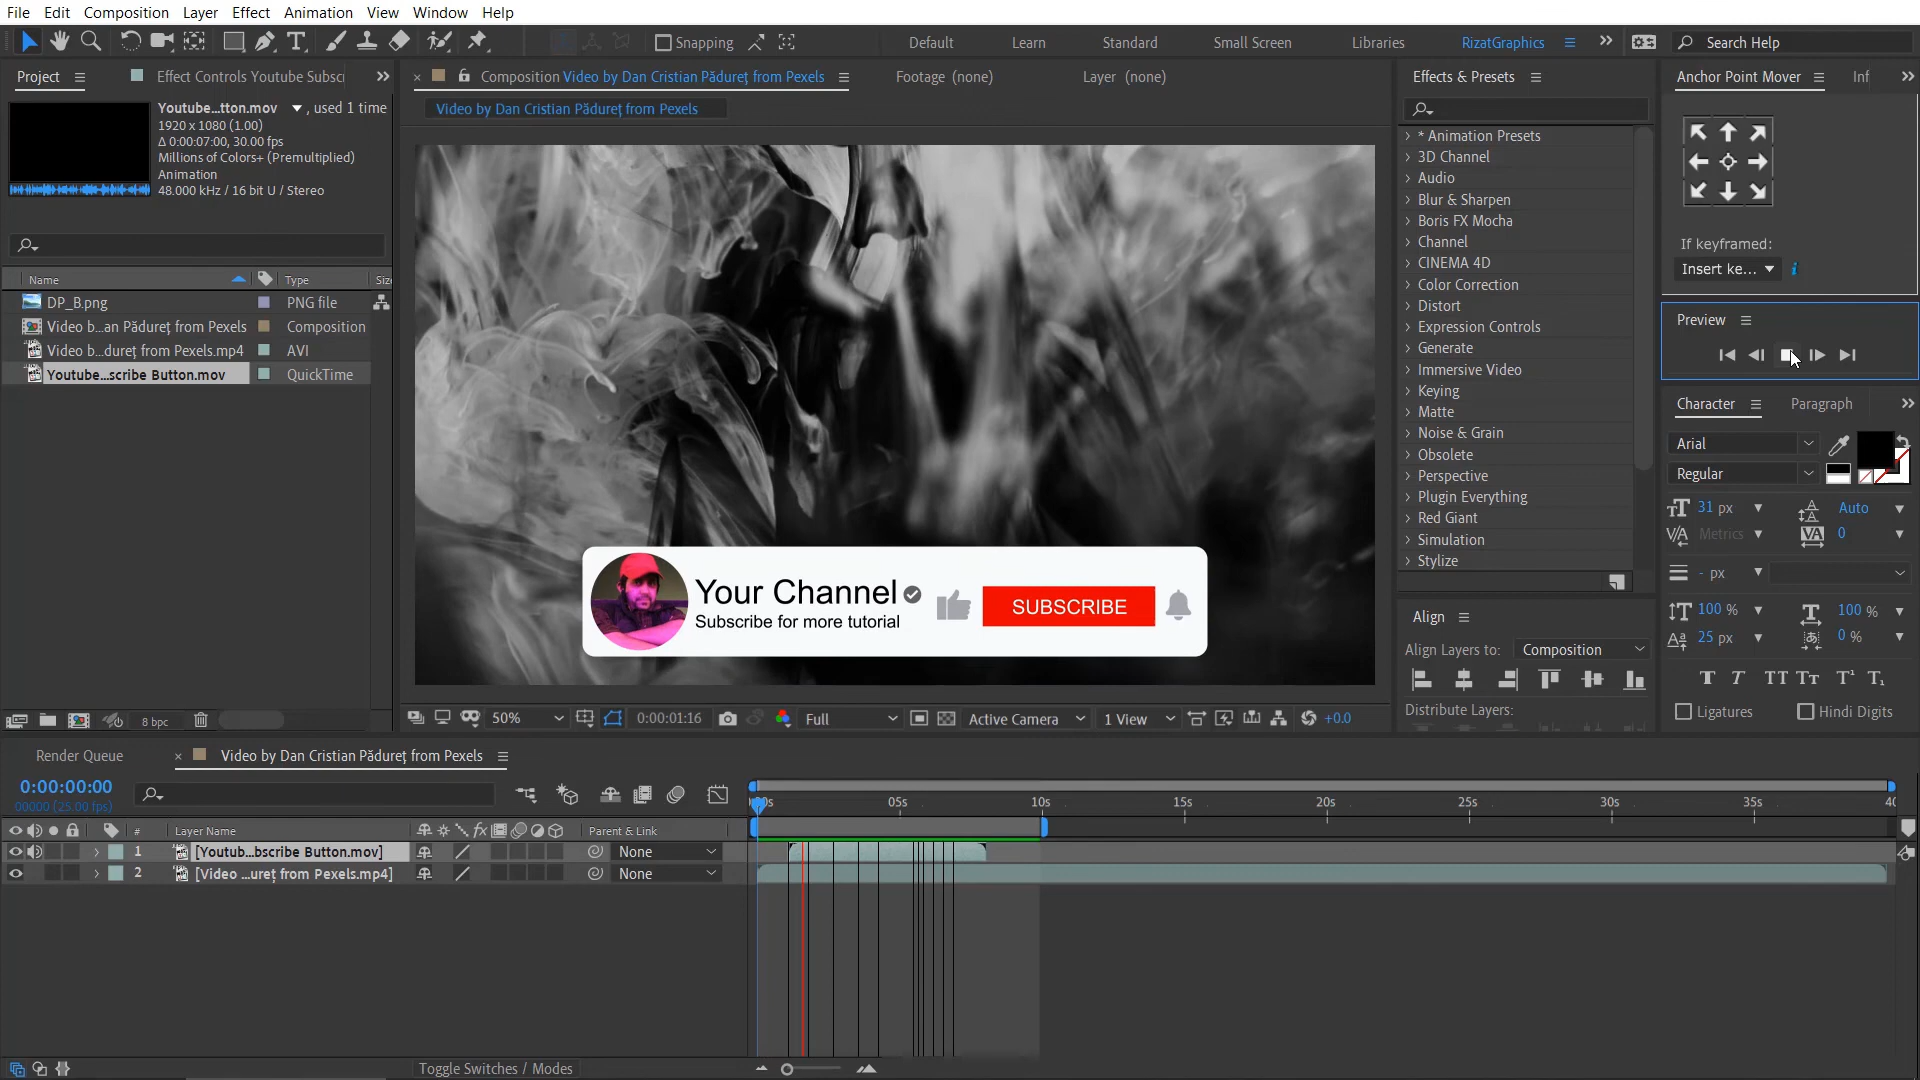 File Edit Composition Layer Effect Animation View Window Help
Snapping Default Learn Standard Small Screen Libraries RizatGraphics Search Help
Project Effect Controls Youtube Subscr
Composition Video by Dan Cristian Pădureț from Pexels Footage (none) Layer (none)
Effects & Presets
Anchor Point Mover Inf
Youtube...tton.mov , used 1 time
1920 x 1080 (1.00)
Δ 0:00:07:00, 30.00 fps
Millions of Colors+ (Premultiplied)
Animation
48.000 kHz / 16 bit U / Stereo
Name Type Siz
DP_B.png PNG file
Video b...an Pădureț from Pexels Composition
Video b...dureț from Pexels.mp4 AVI
Youtube...scribe Button.mov QuickTime
8 bpc
Video by Dan Cristian Pădureț from Pexels
Your Channel
Subscribe for more tutorial
SUBSCRIBE
50% 0:00:01:16 Full Active Camera 1 View +0.0
* Animation Presets
3D Channel
Audio
Blur & Sharpen
Boris FX Mocha
Channel
CINEMA 4D
Color Correction
Distort
Expression Controls
Generate
Immersive Video
Keying
Matte
Noise & Grain
Obsolete
Perspective
Plugin Everything
Red Giant
Simulation
Stylize
Align
Align Layers to: Composition
Distribute Layers:
If keyframed:
Insert ke...
Preview
Character Paragraph
Arial
Regular
31 px Auto
Metrics 0
- px
100 % 100 %
25 px 0 %
T T TT Tт T¹ T₁
Ligatures Hindi Digits
Render Queue Video by Dan Cristian Pădureț from Pexels
0:00:00:00
00000 (25.00 fps)
# Layer Name Parent & Link
1 [Youtub...bscribe Button.mov] None
2 [Video ...ureț from Pexels.mp4] None
05s 10s 15s 20s 25s 30s 35s 40
Toggle Switches / Modes